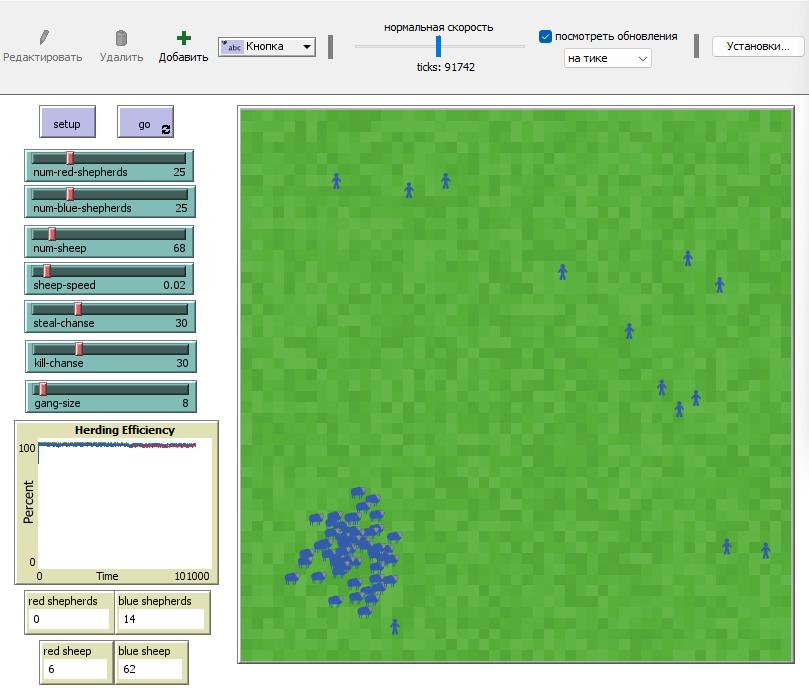 нормальная скорость
Редактировать
Удалить
Добавить
abc Кнопка
ticks: 91742
посмотреть обновления
на тике
Установки...
setup
go
num-red-shepherds 25
num-blue-shepherds 25
num-sheep 68
sheep-speed 0.02
steal-chanse 30
kill-chanse 30
gang-size 8
Herding Efficiency
100
Percent
0
0 Time 101000
red shepherds
0
blue shepherds
14
red sheep
6
blue sheep
62